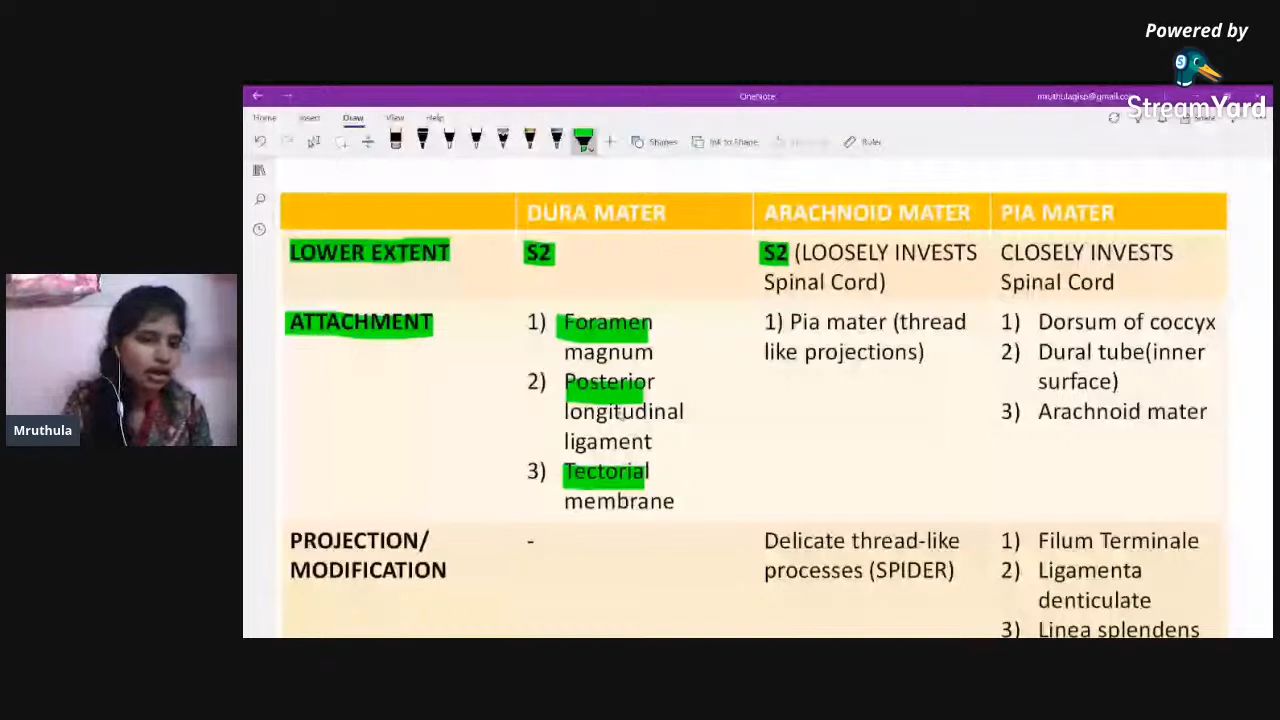 Powered by
StreamYard
OneNote
Home Insert Draw View Help
Shapes Ink to Shape Ruler
DURA MATER ARACHNOID MATER PIA MATER
LOWER EXTENT S2 S2 (LOOSELY INVESTS CLOSELY INVESTS
Spinal Cord) Spinal Cord
ATTACHMENT 1) Foramen 1) Pia mater (thread 1) Dorsum of coccyx
magnum like projections) 2) Dural tube(inner
2) Posterior surface)
longitudinal 3) Arachnoid mater
ligament
3) Tectorial
membrane
PROJECTION/ - Delicate thread-like 1) Filum Terminale
MODIFICATION processes (SPIDER) 2) Ligamenta
denticulate
3) Linea splendens
Mruthula